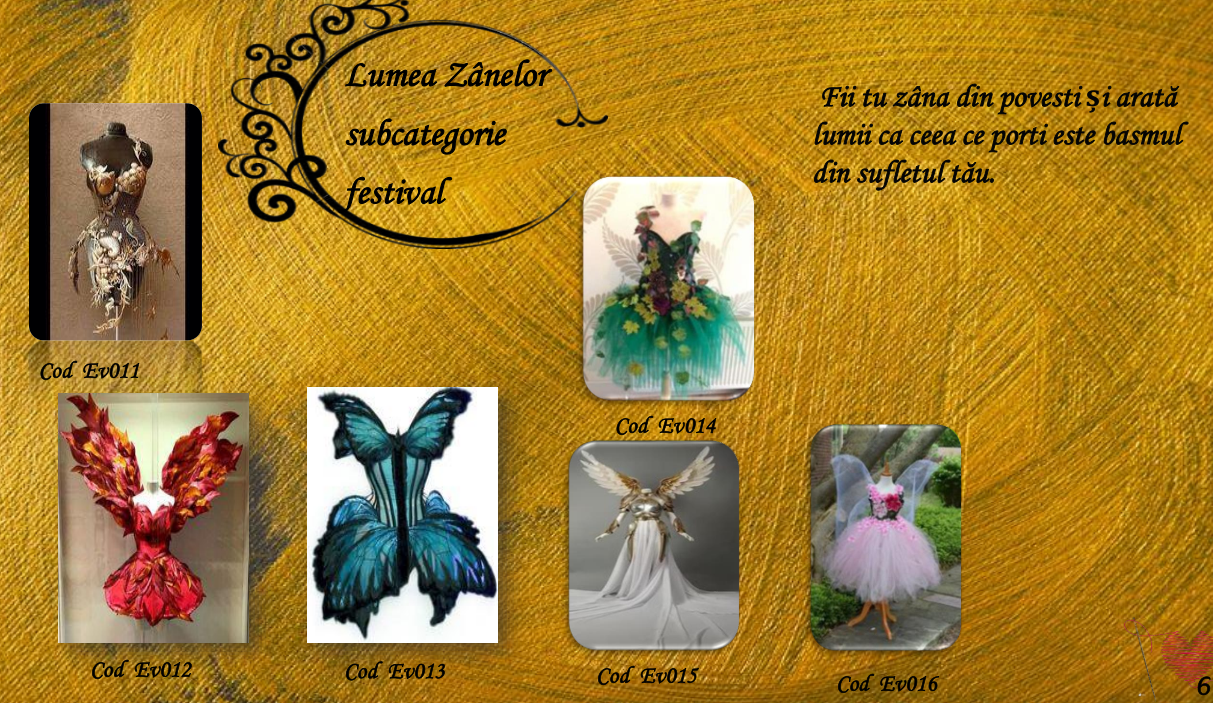 Lumea Zânelor
subcategorie
festival
Fii tu zâna din povesti și arată
lumii ca ceea ce porti este basmul
din sufletul tău.
Cod Ev011
Cod Ev014
Cod Ev012
Cod Ev013
Cod Ev015
Cod Ev016
6